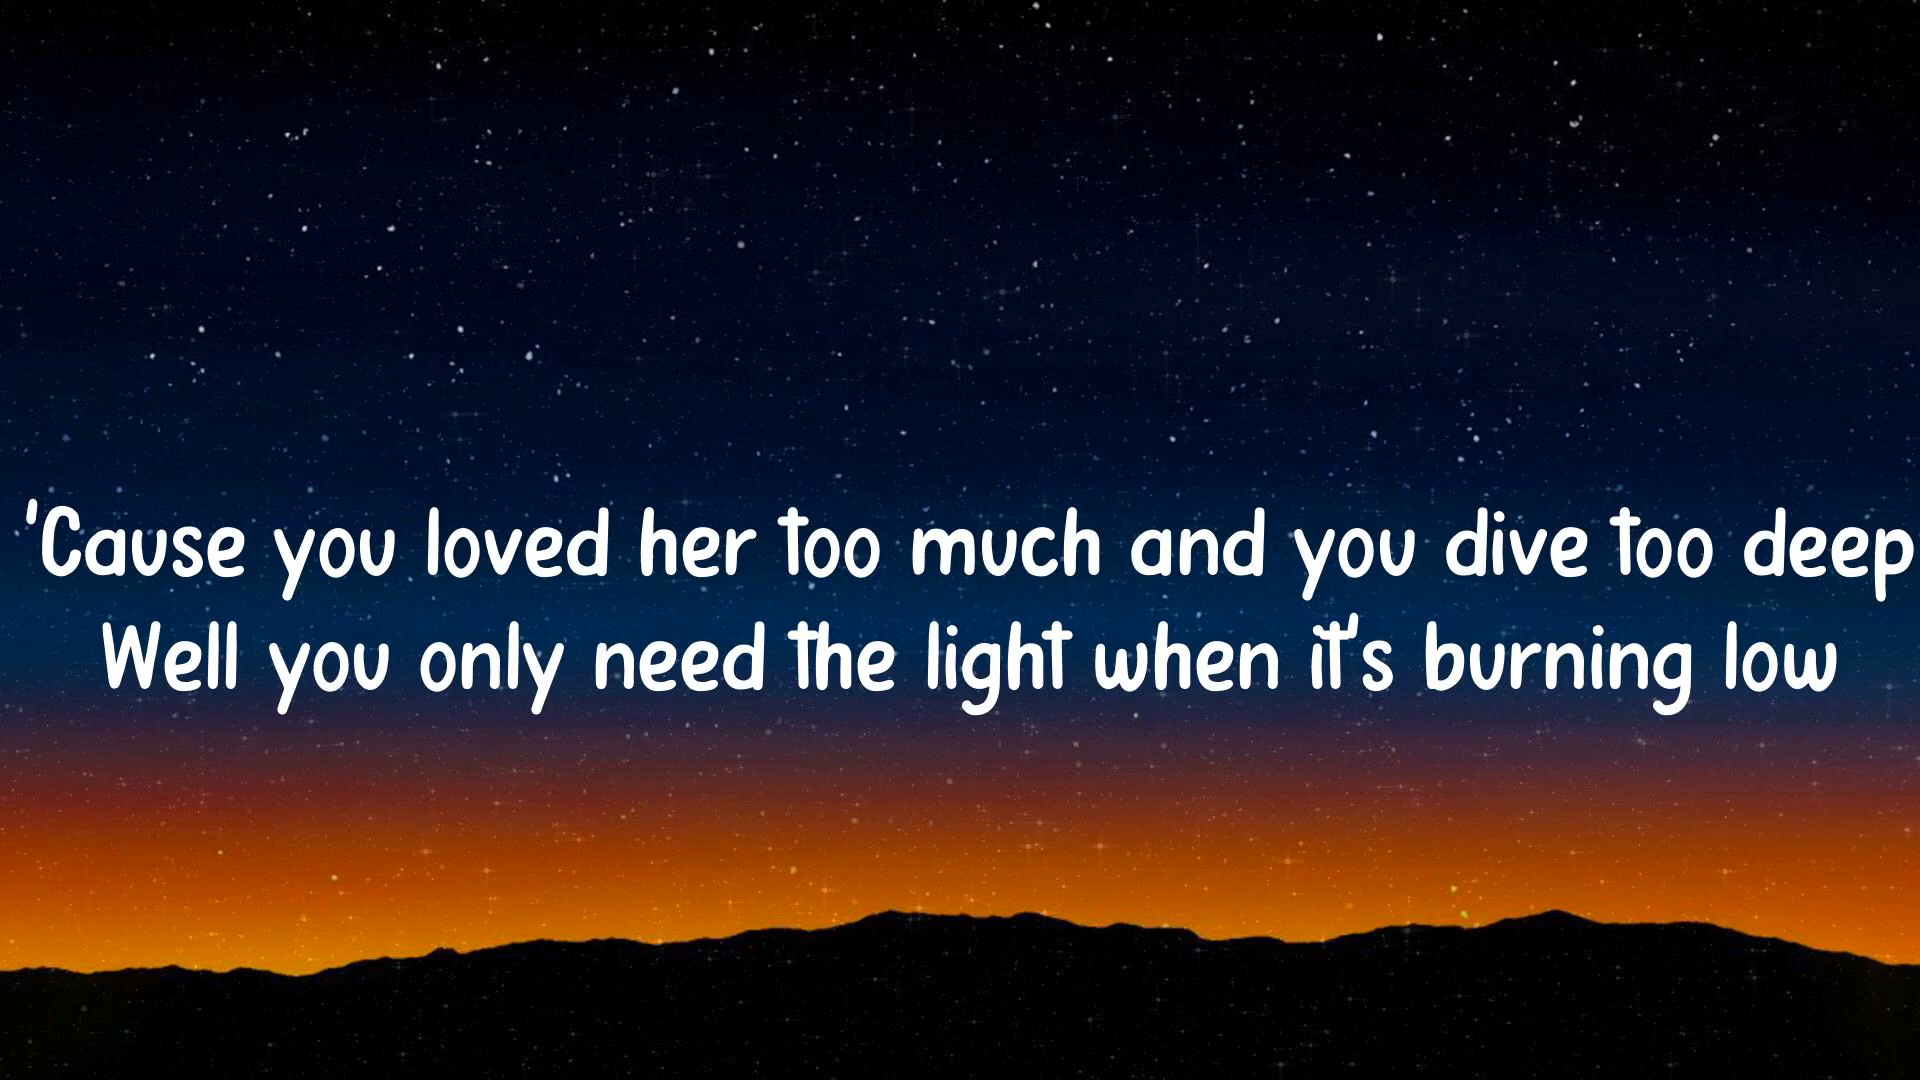 'Cause you loved her too much and you dive too deep
Well you only need the light when it's burning low